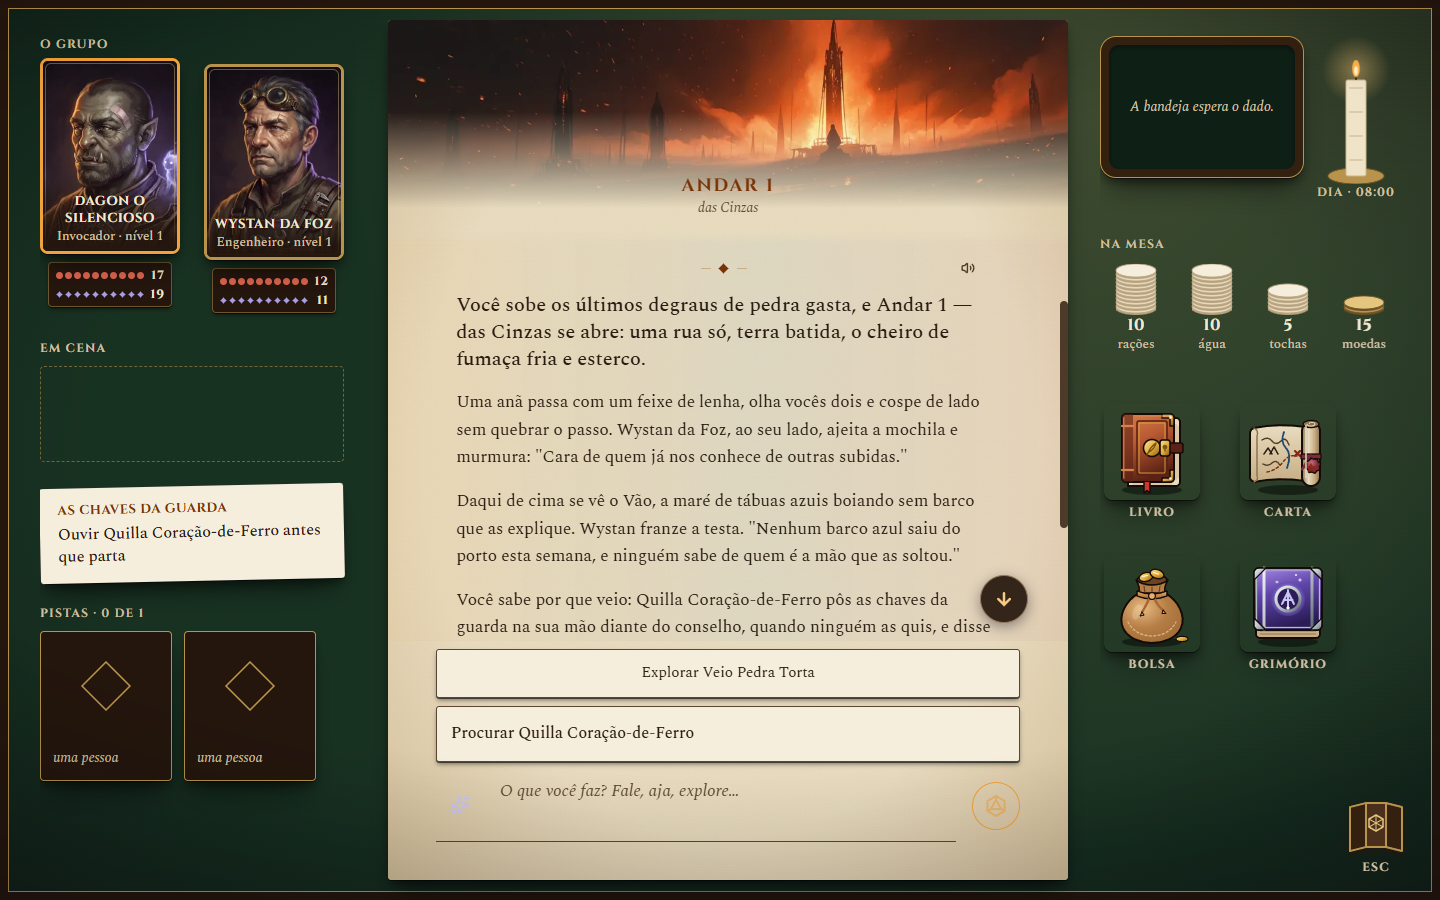 O GRUPO
DAGON O
SILENCIOSO
Invocador · nível 1
17
19
WYSTAN DA FOZ
Engenheiro · nível 1
12
11
EM CENA
AS CHAVES DA GUARDA
Ouvir Quilla Coração-de-Ferro antes
que parta
PISTAS · 0 DE 1
uma pessoa
uma pessoa
ANDAR 1
das Cinzas
Você sobe os últimos degraus de pedra gasta, e Andar 1 —
das Cinzas se abre: uma rua só, terra batida, o cheiro de
fumaça fria e esterco.
Uma anã passa com um feixe de lenha, olha vocês dois e cospe de lado
sem quebrar o passo. Wystan da Foz, ao seu lado, ajeita a mochila e
murmura: "Cara de quem já nos conhece de outras subidas."
Daqui de cima se vê o Vão, a maré de tábuas azuis boiando sem barco
que as explique. Wystan franze a testa. "Nenhum barco azul saiu do
porto esta semana, e ninguém sabe de quem é a mão que as soltou."
Você sabe por que veio: Quilla Coração-de-Ferro pôs as chaves da
guarda na sua mão diante do conselho, quando ninguém as quis, e disse
Explorar Veio Pedra Torta
Procurar Quilla Coração-de-Ferro
O que você faz? Fale, aja, explore...
A bandeja espera o dado.
DIA · 08:00
NA MESA
10
rações
10
água
5
tochas
15
moedas
LIVRO
CARTA
BOLSA
GRIMÓRIO
ESC